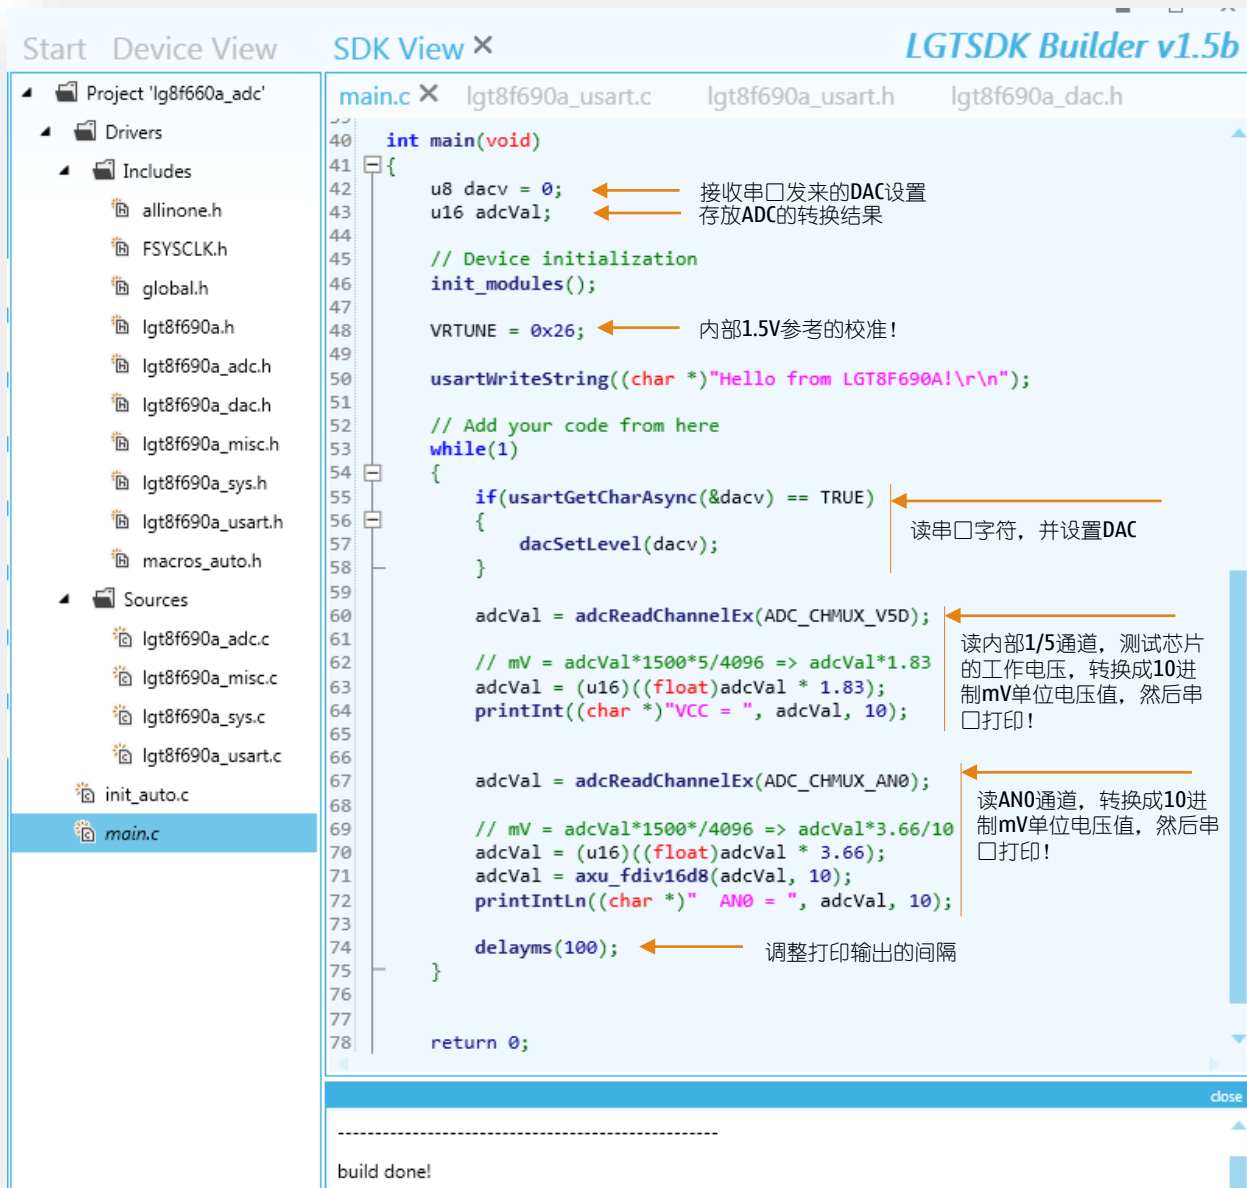 Start Device View SDK View LGTSDK Builder v1.5b
Project 'lg8f660a_adc'
Drivers
Includes
allinone.h
FSYSCLK.h
global.h
lgt8f690a.h
lgt8f690a_adc.h
lgt8f690a_dac.h
lgt8f690a_misc.h
lgt8f690a_sys.h
lgt8f690a_usart.h
macros_auto.h
Sources
lgt8f690a_adc.c
lgt8f690a_misc.c
lgt8f690a_sys.c
lgt8f690a_usart.c
init_auto.c
main.c
main.c lgt8f690a_usart.c lgt8f690a_usart.h lgt8f690a_dac.h
40 int main(void)
41 {
42 u8 dacv = 0; 接收串口发来的DAC设置
43 u16 adcVal; 存放ADC的转换结果
44
45 // Device initialization
46 init_modules();
47
48 VRTUNE = 0x26; 内部1.5V参考的校准!
49
50 usartWriteString((char *)"Hello from LGT8F690A!\r\n");
51
52 // Add your code from here
53 while(1)
54 {
55 if(usartGetCharAsync(&dacv) == TRUE)
56 {
57 dacSetLevel(dacv);
58 }
读串口字符，并设置DAC
59
60 adcVal = adcReadChannelEx(ADC_CHMUX_V5D);
61
62 // mV = adcVal*1500*5/4096 => adcVal*1.83
63 adcVal = (u16)((float)adcVal * 1.83);
64 printInt((char *)"VCC = ", adcVal, 10);
读内部1/5通道，测试芯片
的工作电压，转换成10进
制mV单位电压值，然后串
口打印!
65
66
67 adcVal = adcReadChannelEx(ADC_CHMUX_AN0);
68
69 // mV = adcVal*1500*/4096 => adcVal*3.66/10
70 adcVal = (u16)((float)adcVal * 3.66);
71 adcVal = axu_fdiv16d8(adcVal, 10);
72 printIntLn((char *)"  AN0 = ", adcVal, 10);
读AN0通道，转换成10进
制mV单位电压值，然后串
口打印!
73
74 delayms(100); 调整打印输出的间隔
75 }
76
77
78 return 0;
close
---------------------------------------------------
build done!